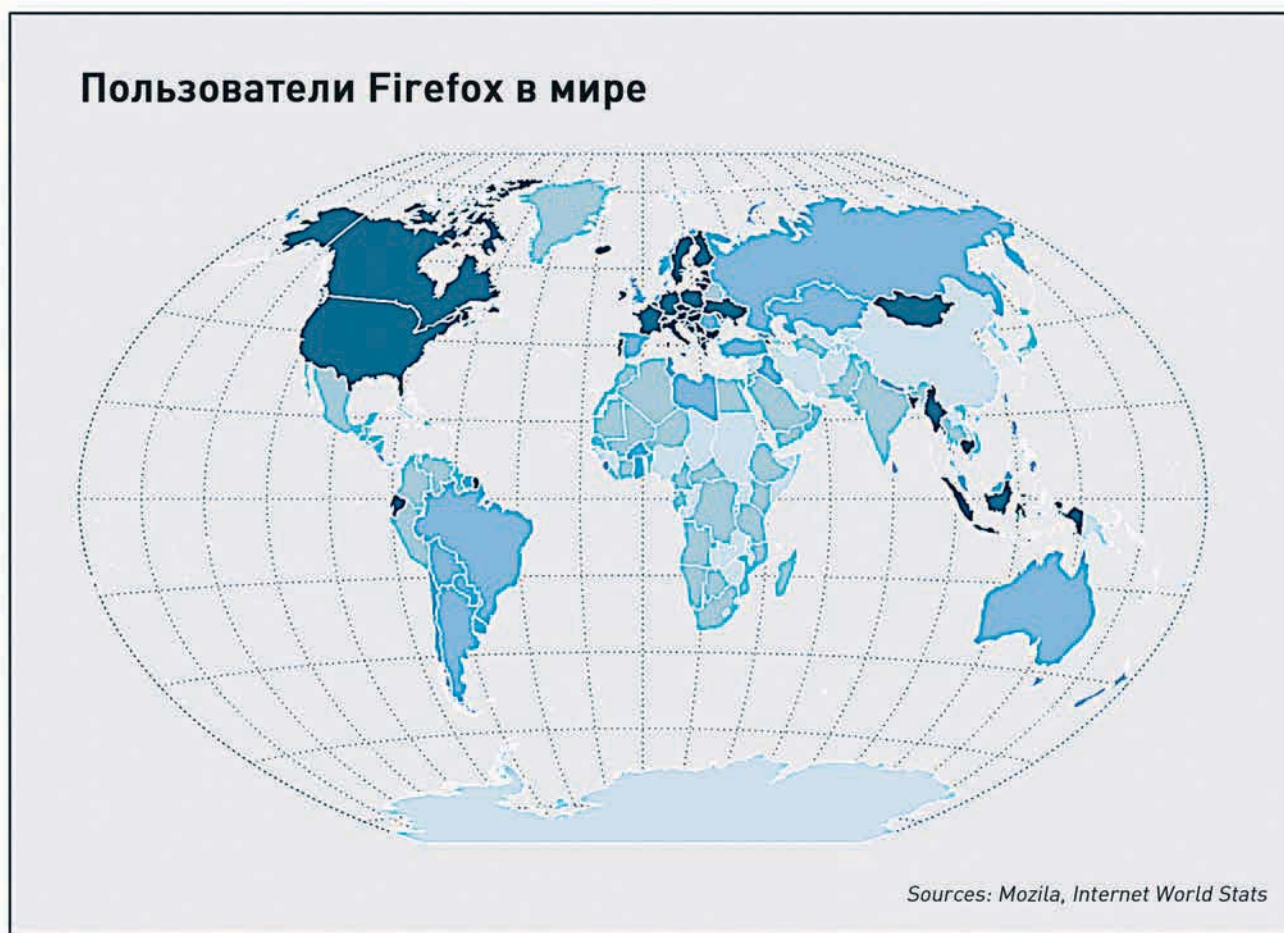 Пользователи Firefox в мире
Sources: Mozila, Internet World Stats